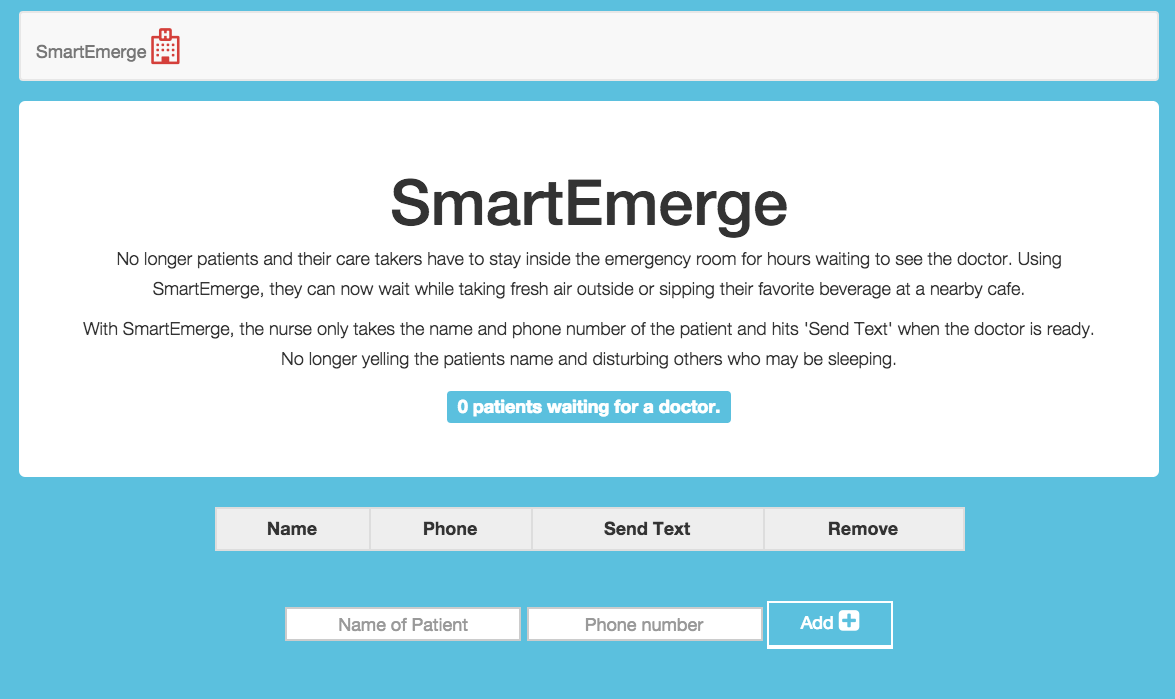 SmartEmerge
SmartEmerge
No longer patients and their care takers have to stay inside the emergency room for hours waiting to see the doctor. Using
SmartEmerge, they can now wait while taking fresh air outside or sipping their favorite beverage at a nearby cafe.
With SmartEmerge, the nurse only takes the name and phone number of the patient and hits 'Send Text' when the doctor is ready.
No longer yelling the patients name and disturbing others who may be sleeping.
0 patients waiting for a doctor.
Name Phone Send Text Remove
Name of Patient Phone number Add